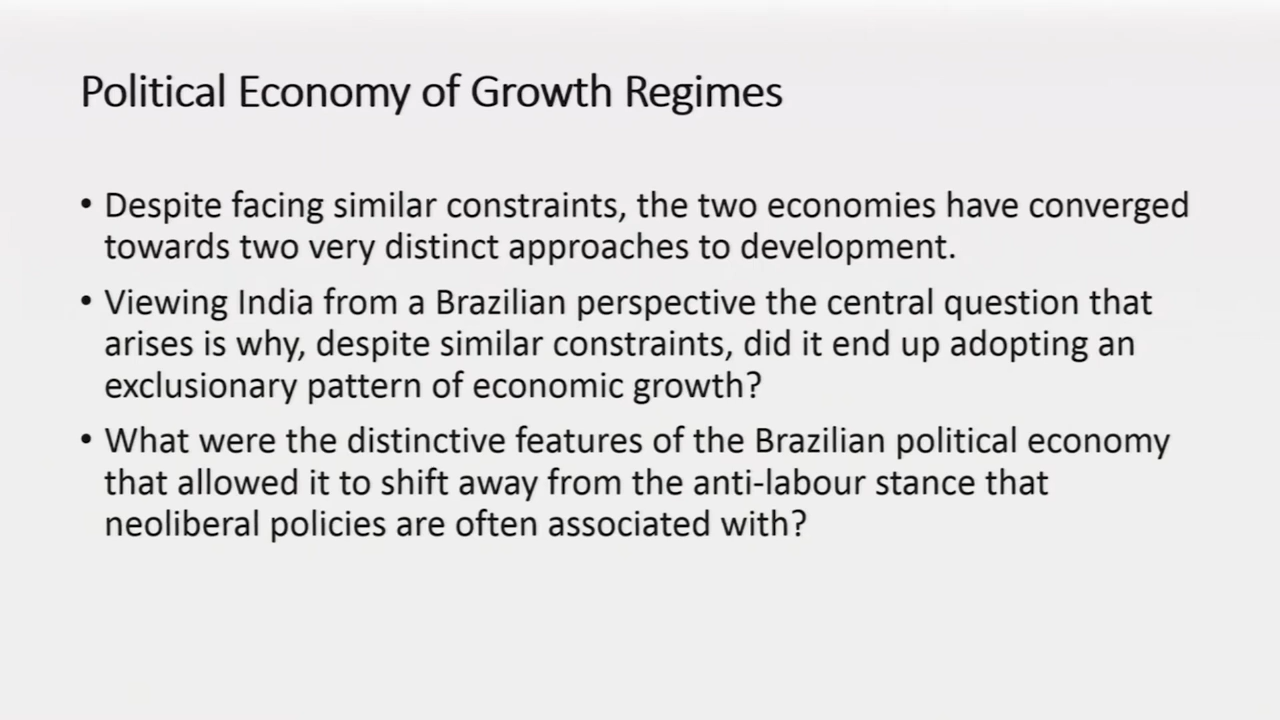 Political Economy of Growth Regimes
• Despite facing similar constraints, the two economies have converged
towards two very distinct approaches to development.
• Viewing India from a Brazilian perspective the central question that
arises is why, despite similar constraints, did it end up adopting an
exclusionary pattern of economic growth?
• What were the distinctive features of the Brazilian political economy
that allowed it to shift away from the anti-labour stance that
neoliberal policies are often associated with?